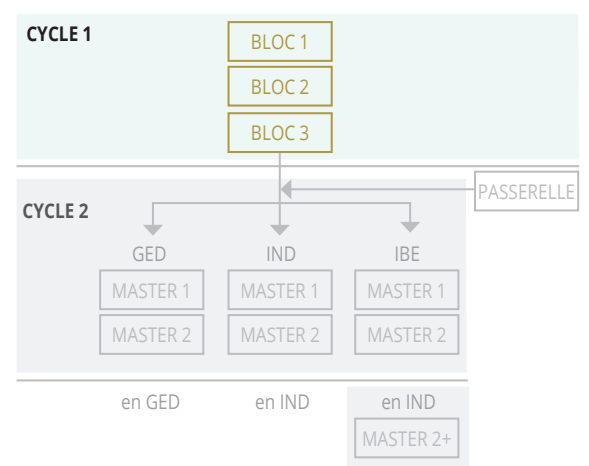 CYCLE 1
BLOC 1
BLOC 2
BLOC 3
PASSERELLE
CYCLE 2
GED IND IBE
MASTER 1 MASTER 1 MASTER 1
MASTER 2 MASTER 2 MASTER 2
en GED en IND en IND
MASTER 2+